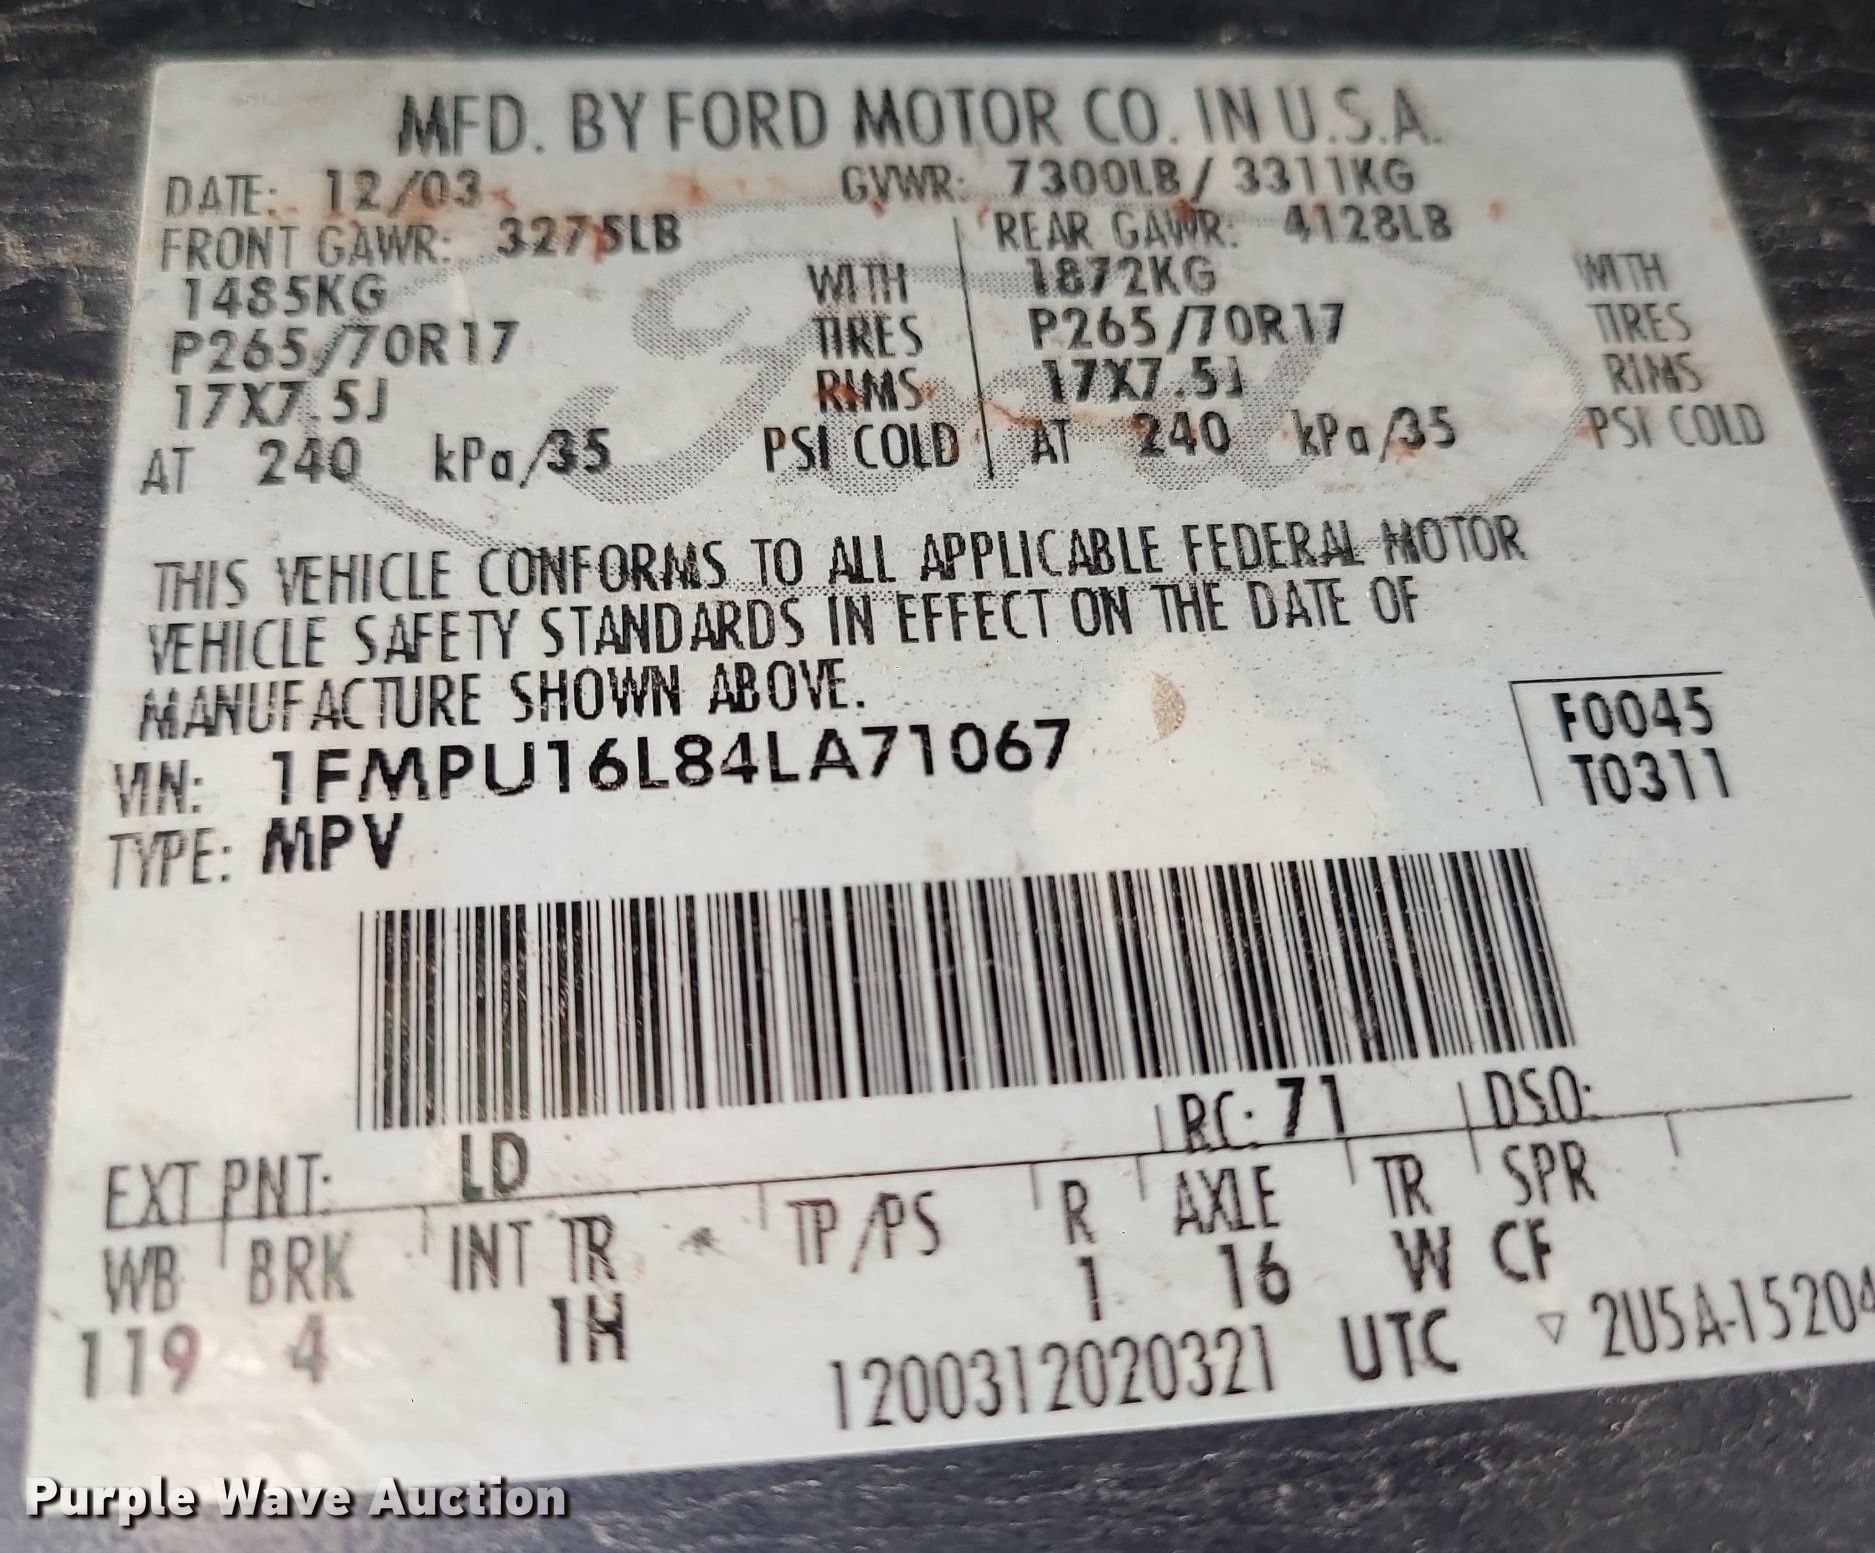 MFD. BY FORD MOTOR CO. IN U.S.A.
DATE: 12/03 GVWR: 7300LB / 3311KG
FRONT GAWR: 3275LB REAR GAWR: 4128LB
1485KG WITH 1872KG WITH
P265/70R17 TIRES P265/70R17 TIRES
17X7.5J RIMS 17X7.5J RIMS
AT 240 kPa/35 PSI COLD AT 240 kPa/35 PSI COLD
THIS VEHICLE CONFORMS TO ALL APPLICABLE FEDERAL MOTOR
VEHICLE SAFETY STANDARDS IN EFFECT ON THE DATE OF
MANUFACTURE SHOWN ABOVE.
F0045
VIN: 1FMPU16L84LA71067
T0311
TYPE: MPV
EXT PNT: LD RC: 71 DSO:
WB BRK INT TR TP/PS R AXLE TR SPR
119 4 1H 1 16 W CF
1200312020321 UTC ▽ 2U5A-15204
Ford
Purple Wave Auction